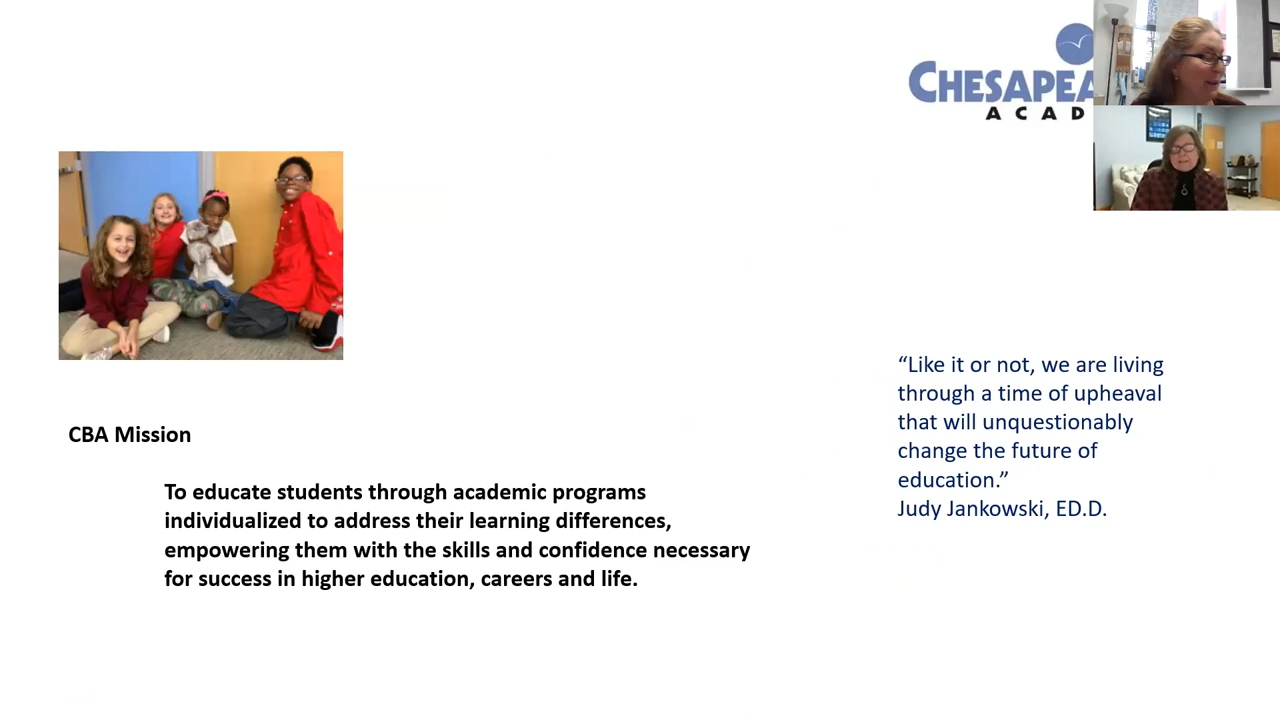 CHESAPEA
ACAD
CBA Mission
To educate students through academic programs
individualized to address their learning differences,
empowering them with the skills and confidence necessary
for success in higher education, careers and life.
“Like it or not, we are living
through a time of upheaval
that will unquestionably
change the future of
education.”
Judy Jankowski, ED.D.